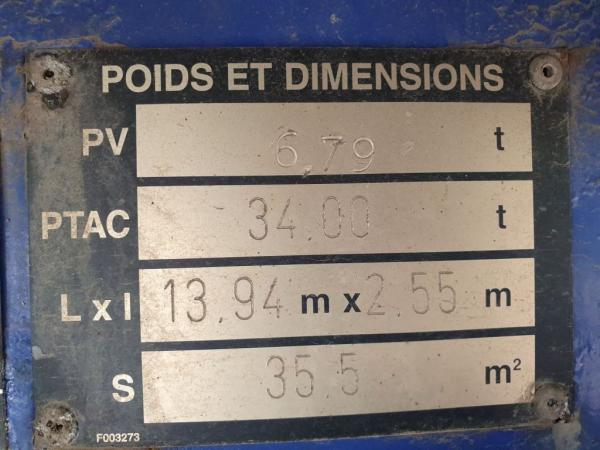 POIDS ET DIMENSIONS
PV 6,79 t
PTAC 34.00 t
L x l 13.94 m x 2.55 m
S 35.5 m²
F003273